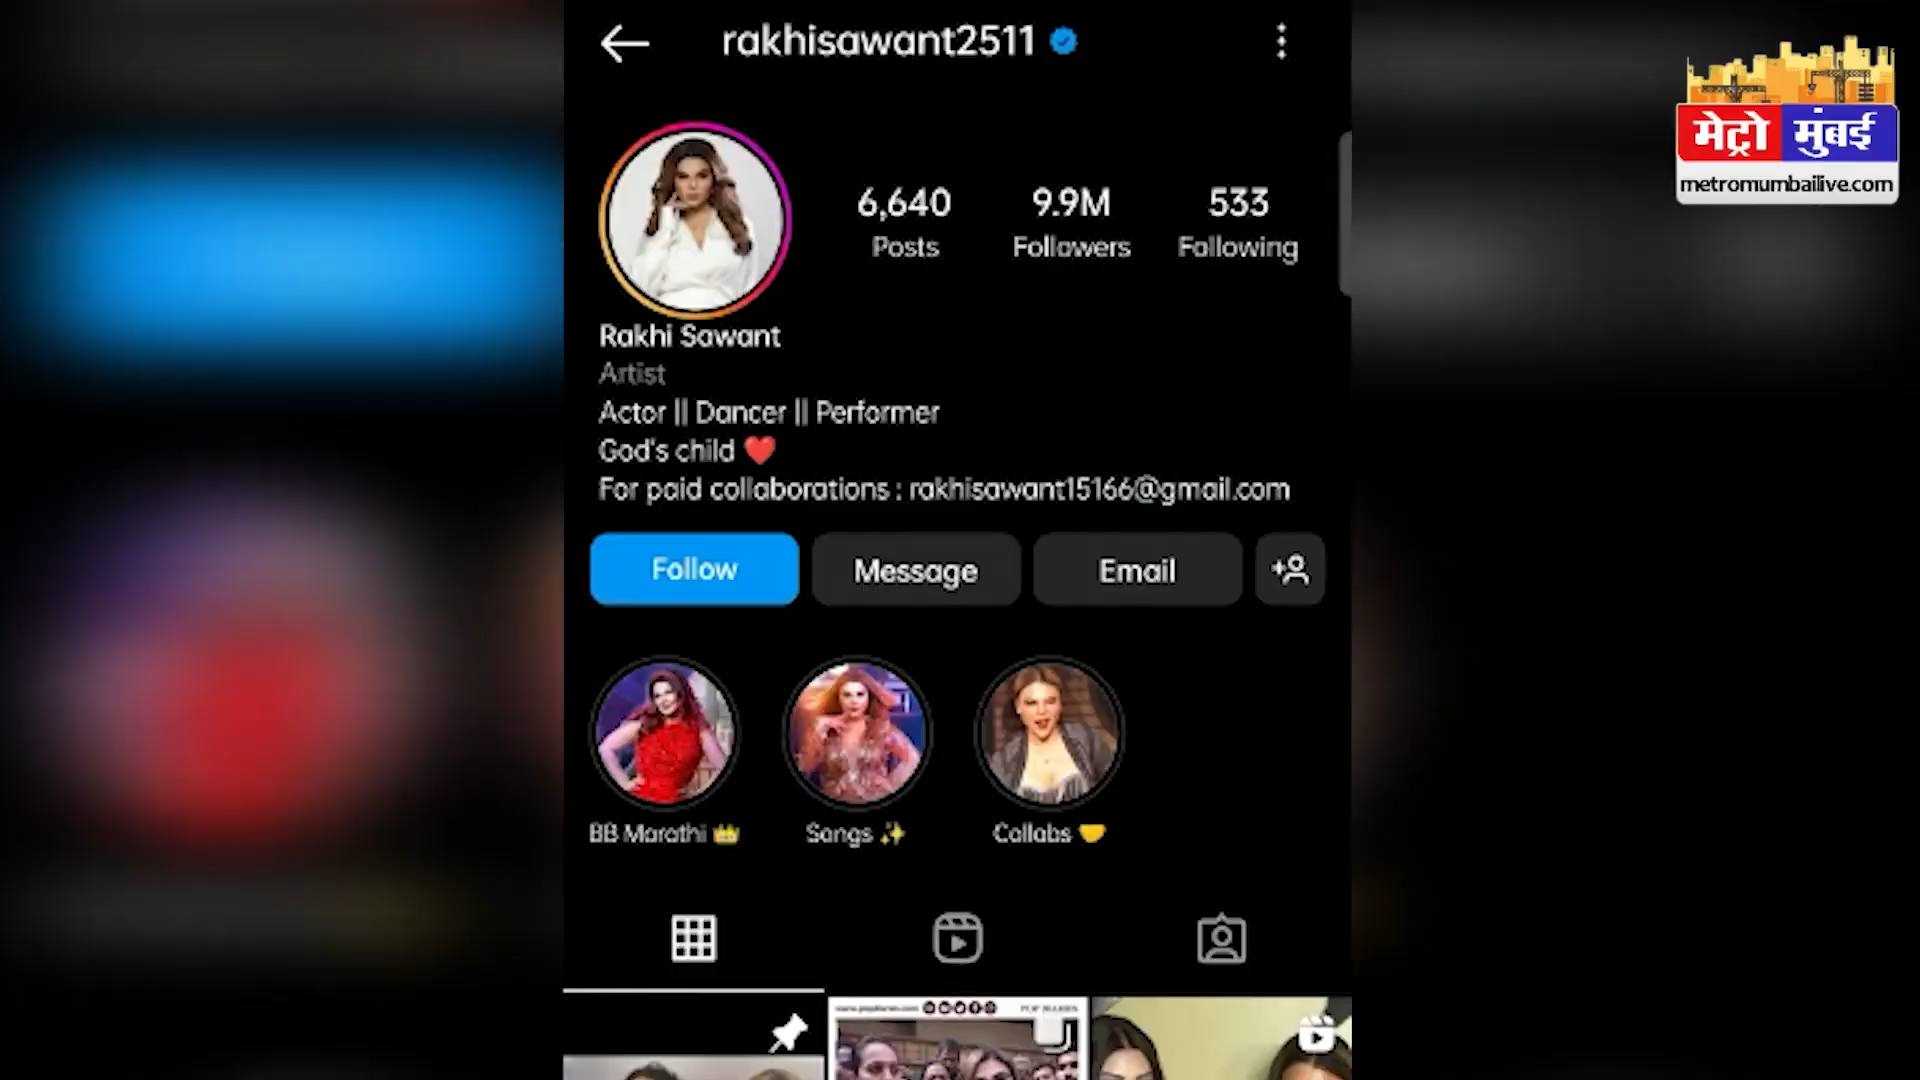 rakhisawant2511
मेट्रो मुंबई
metromumbailive.com
6,640 9.9M 533
Posts Followers Following
Rakhi Sawant
Artist
Actor || Dancer || Performer
God's child ❤️
For paid collaborations : rakhisawant15166@gmail.com
Follow Message Email
BB Marathi 👑 Songs ✨ Collabs 🤝